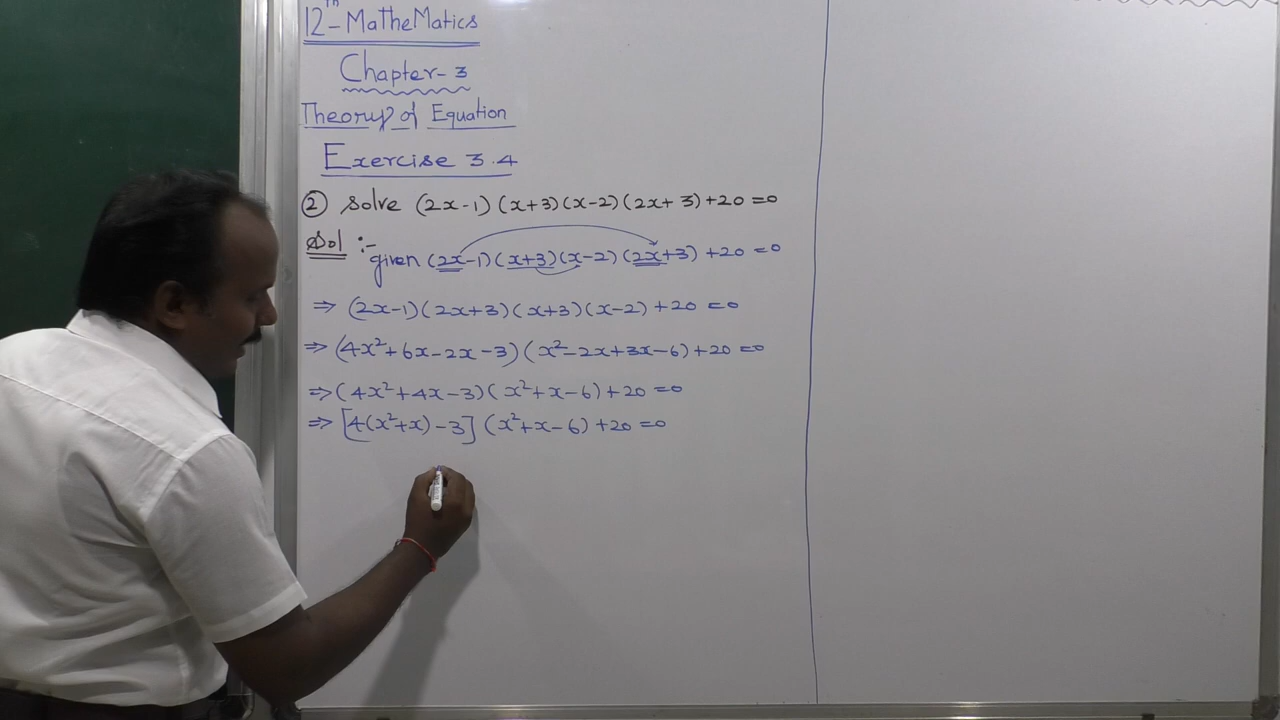 12th - MatheMatics
Chapter - 3
Theory of Equation
Exercise 3.4
② Solve (2x-1)(x+3)(x-2)(2x+3)+20=0
Sol :- given (2x-1)(x+3)(x-2)(2x+3)+20=0
⇒ (2x-1)(2x+3)(x+3)(x-2)+20=0
⇒ (4x²+6x-2x-3)(x²-2x+3x-6)+20=0
⇒ (4x²+4x-3)(x²+x-6)+20=0
⇒ [4(x²+x)-3](x²+x-6)+20=0